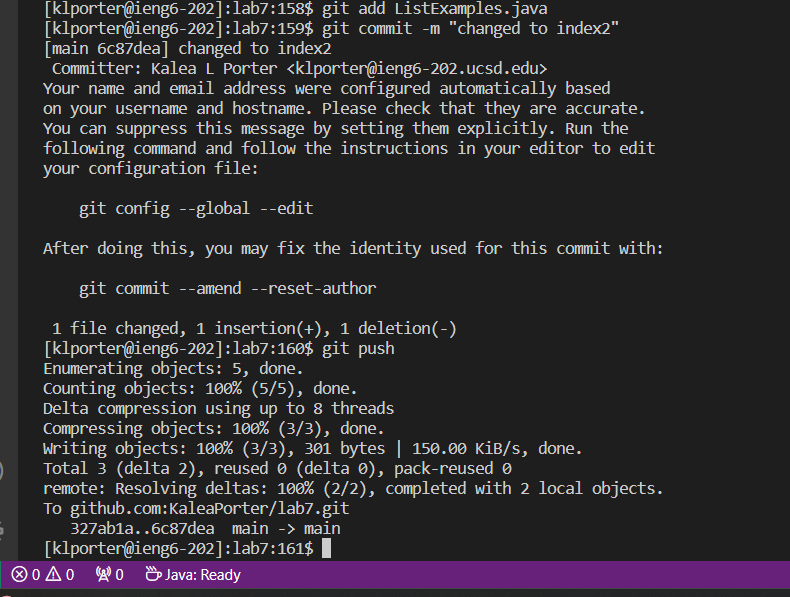 [klporter@ieng6-202]:lab7:158$ git add ListExamples.java
[klporter@ieng6-202]:lab7:159$ git commit -m "changed to index2"
[main 6c87dea] changed to index2
 Committer: Kalea L Porter <klporter@ieng6-202.ucsd.edu>
Your name and email address were configured automatically based
on your username and hostname. Please check that they are accurate.
You can suppress this message by setting them explicitly. Run the
following command and follow the instructions in your editor to edit
your configuration file:

    git config --global --edit

After doing this, you may fix the identity used for this commit with:

    git commit --amend --reset-author

 1 file changed, 1 insertion(+), 1 deletion(-)
[klporter@ieng6-202]:lab7:160$ git push
Enumerating objects: 5, done.
Counting objects: 100% (5/5), done.
Delta compression using up to 8 threads
Compressing objects: 100% (3/3), done.
Writing objects: 100% (3/3), 301 bytes | 150.00 KiB/s, done.
Total 3 (delta 2), reused 0 (delta 0), pack-reused 0
remote: Resolving deltas: 100% (2/2), completed with 2 local objects.
To github.com:KaleaPorter/lab7.git
   327ab1a..6c87dea  main -> main
[klporter@ieng6-202]:lab7:161$
0 0 0 Java: Ready